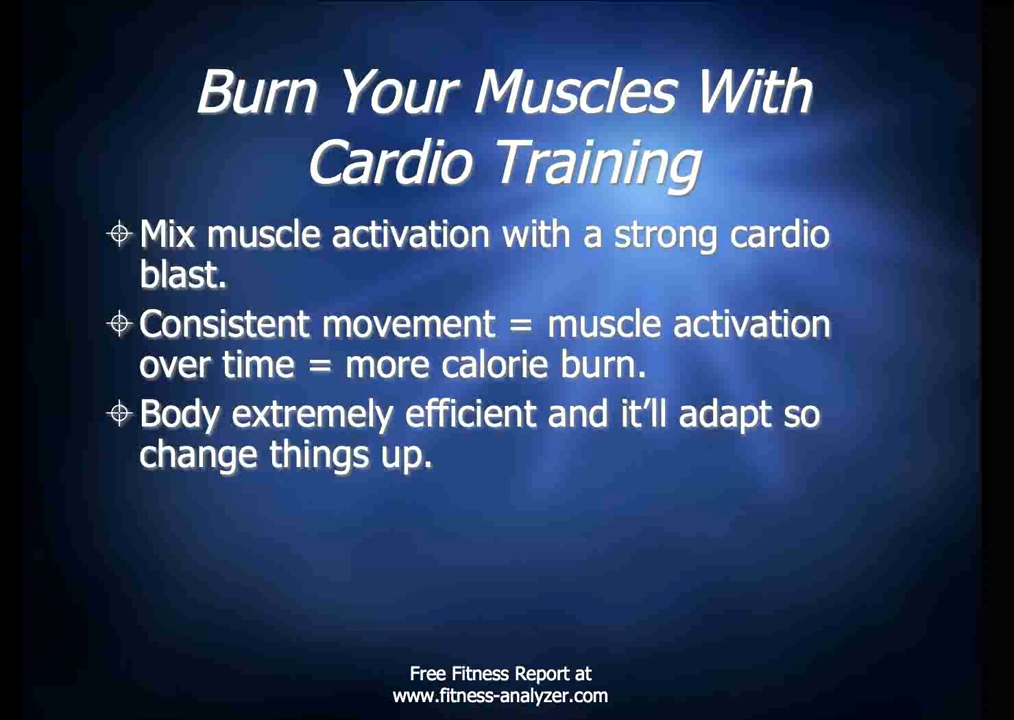 Burn Your Muscles With
Cardio Training
Mix muscle activation with a strong cardio
blast.
Consistent movement = muscle activation
over time = more calorie burn.
Body extremely efficient and it’ll adapt so
change things up.
Free Fitness Report at
www.fitness-analyzer.com